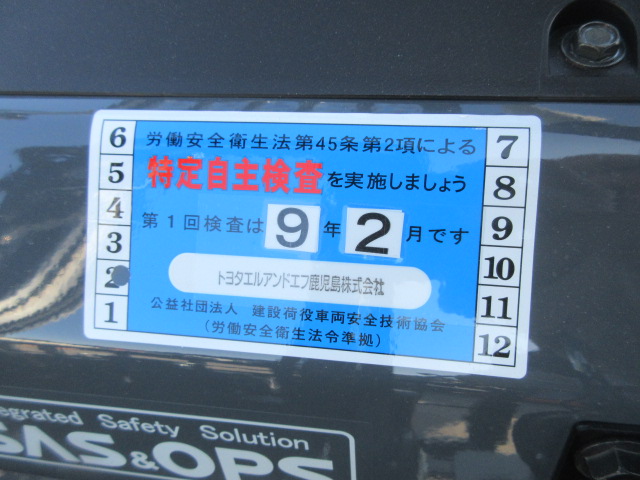 労働安全衛生法第45条第2項による
特定自主検査を実施しましょう
第1回検査は9年2月です
トヨタエルアンドエフ鹿児島株式会社
公益社団法人 建設荷役車両安全技術協会
(労働安全衛生法令準拠)
6
5
4
3
2
1
7
8
9
10
11
12
egrated Safety Solution
SAS&OPS